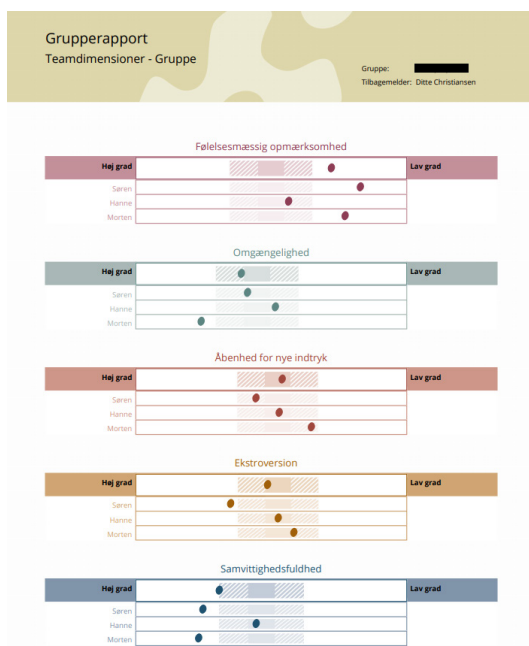 Grupperapport
Teamdimensioner - Gruppe
Gruppe:
Tilbagemelder: Ditte Christiansen
Følelsesmæssig opmærksomhed
Høj grad Lav grad
Søren
Hanne
Morten
Omgængelighed
Høj grad Lav grad
Søren
Hanne
Morten
Åbenhed for nye indtryk
Høj grad Lav grad
Søren
Hanne
Morten
Ekstroversion
Høj grad Lav grad
Søren
Hanne
Morten
Samvittighedsfuldhed
Høj grad Lav grad
Søren
Hanne
Morten